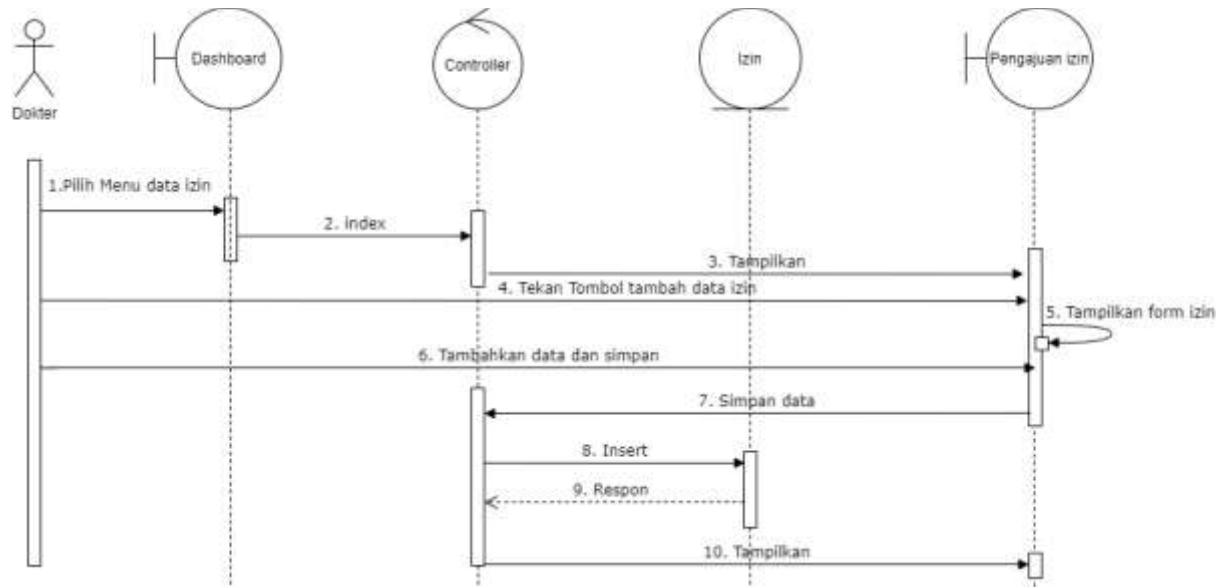 Dashboard
Controller
Izin
Pengajuan izin
Dokter
1.Pilih Menu data izin
2. index
3. Tampilkan
4. Tekan Tombol tambah data izin
5. Tampilkan form izin
6. Tambahkan data dan simpan
7. Simpan data
8. Insert
9. Respon
10. Tampilkan